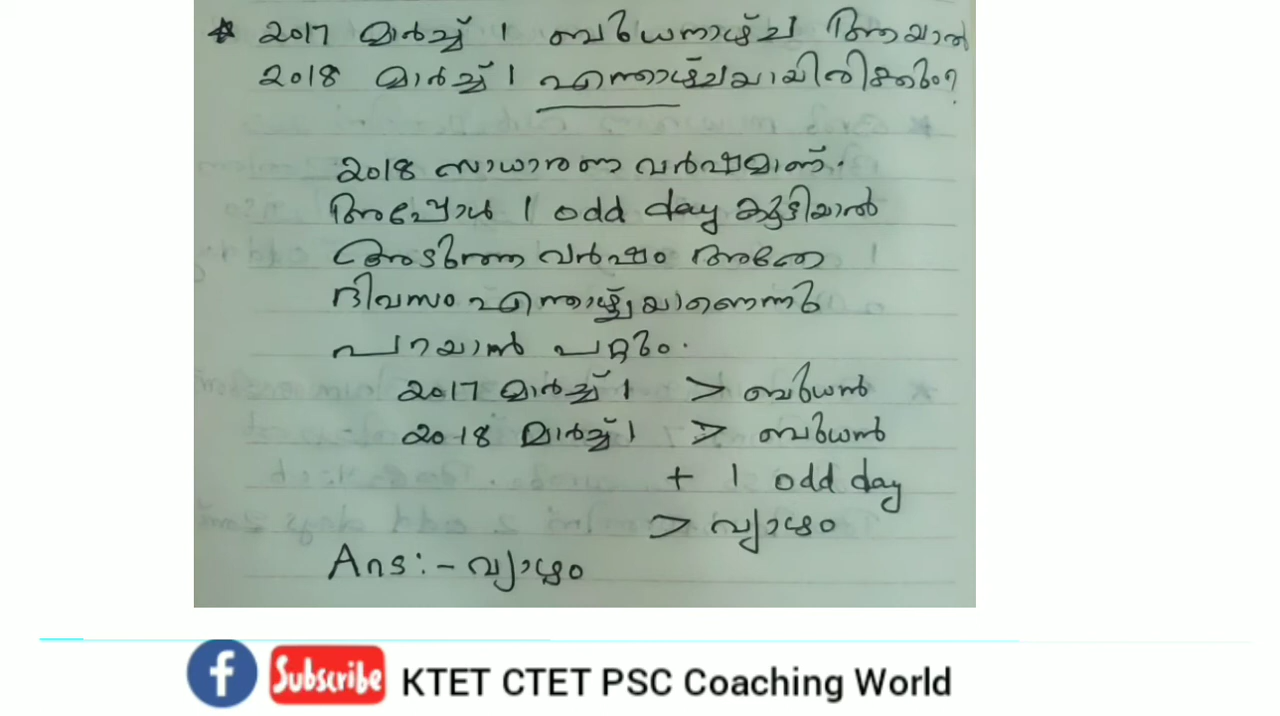 * 2017 മാർച്ച് 1 ബുധനാഴ്ച ആയാൽ
2018 മാർച്ച് 1 എന്താഴ്ചയായിരിക്കും?
2018 സാധാരണ വർഷമാണ്.
അപ്പോൾ 1 odd day കൂട്ടിയാൽ
അടുത്ത വർഷം അതേ
ദിവസം എന്താഴ്ചയാണെന്ന്
പറയാൻ പറ്റും.
2017 മാർച്ച് 1 > ബുധൻ
2018 മാർച്ച് 1 > ബുധൻ
+ 1 odd day
> വ്യാഴം
Ans:- വ്യാഴം
f Subscribe KTET CTET PSC Coaching World